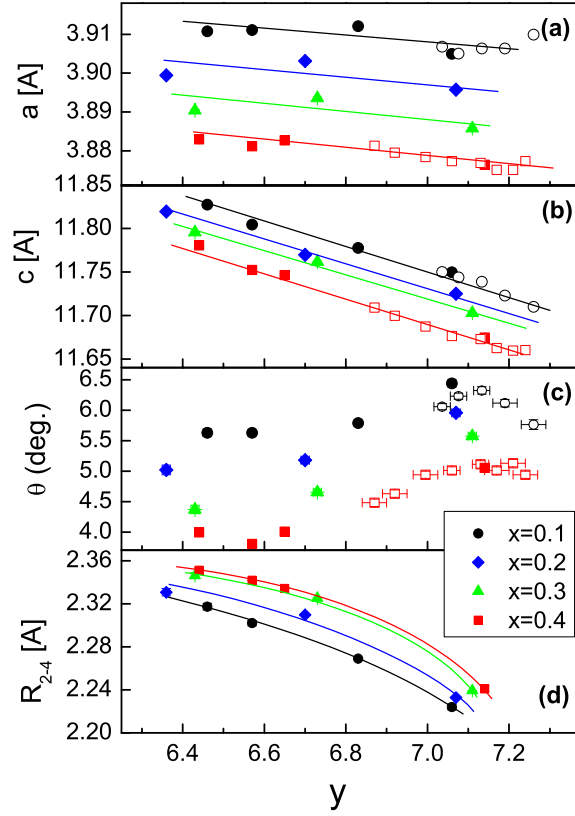 (a)
3.91
3.90
3.89
3.88
a [A]
(b)
11.85
11.80
11.75
11.70
11.65
c [A]
(c)
6.5
6.0
5.5
5.0
4.5
4.0
θ (deg.)
x=0.1
x=0.2
x=0.3
x=0.4
2.36
2.32
2.28
2.24
2.20
R2-4 [A]
(d)
6.4 6.6 6.8 7.0 7.2
y